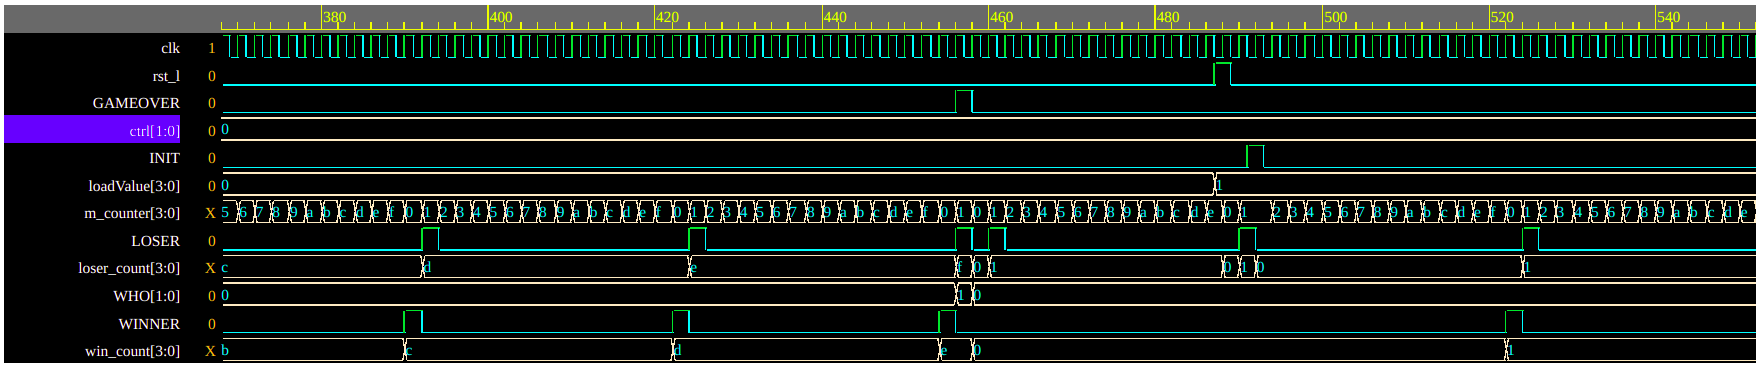 380 400 420 440 460 480 500 520 540
clk 1
rst_l 0
GAMEOVER 0
ctrl[1:0] 0 0
INIT 0
loadValue[3:0] 0 0 1
m_counter[3:0] X 5 6 7 8 9 a b c d e f 0 1 2 3 4 5 6 7 8 9 a b c d e f 0 1 2 3 4 5 6 7 8 9 a b c d e f 0 1 0 1 2 3 4 5 6 7 8 9 a b c d e 0 1 2 3 4 5 6 7 8 9 a b c d e f 0 1 2 3 4 5 6 7 8 9 a b c d e
LOSER 0
loser_count[3:0] X c d e f 0 1 0 1 0 1
WHO[1:0] 0 0 1 0
WINNER 0
win_count[3:0] X b c d e 0 1